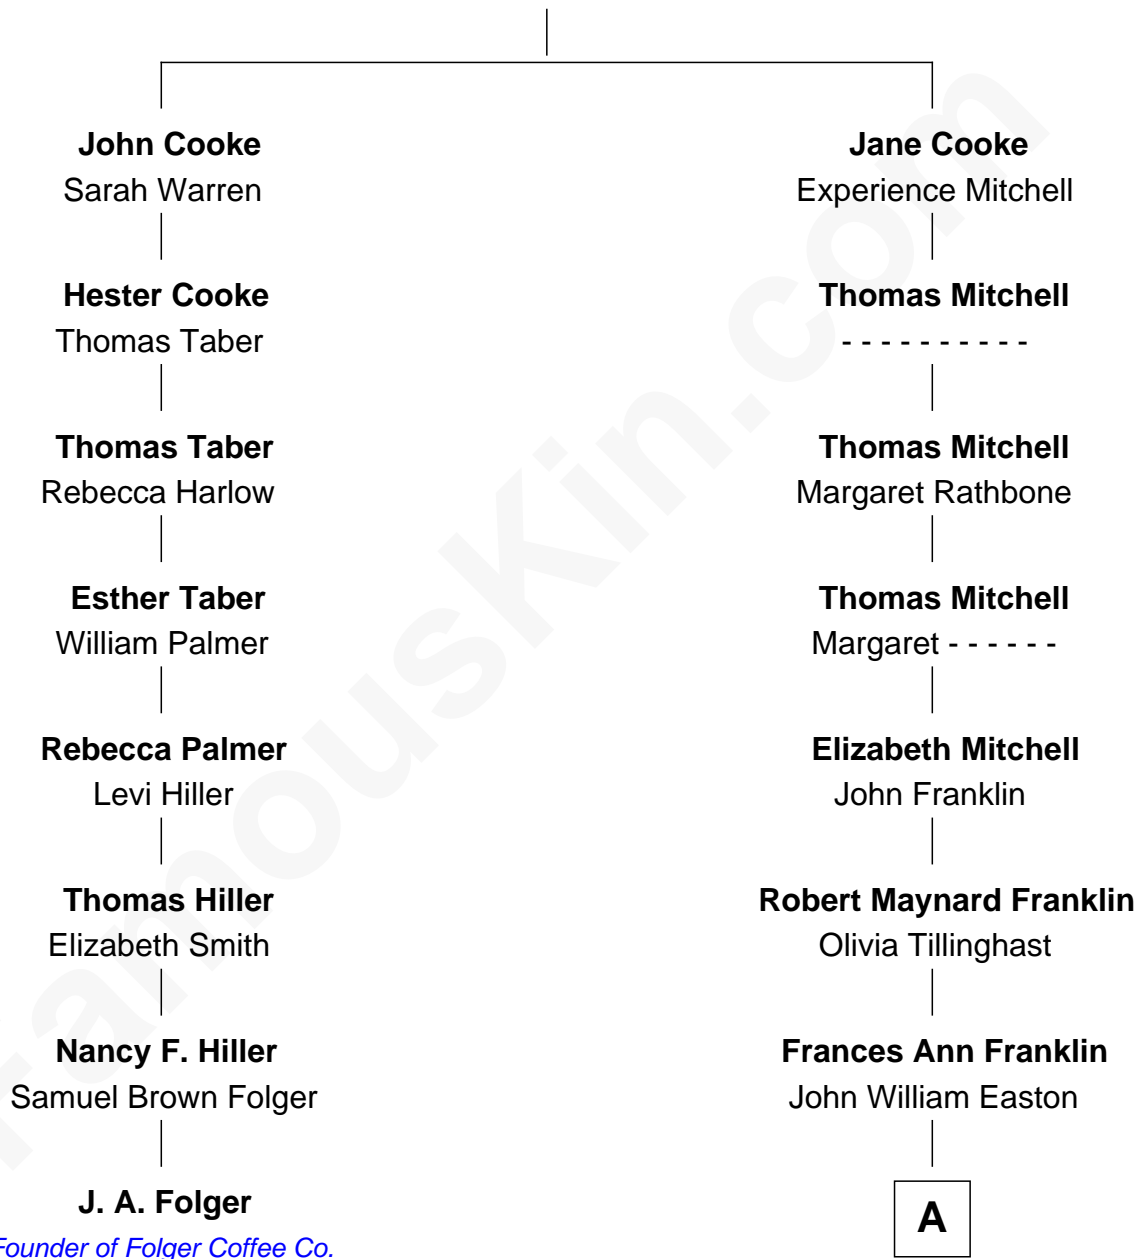 John Cooke
Sarah Warren
Hester Cooke
Thomas Taber
Thomas Taber
Rebecca Harlow
Esther Taber
William Palmer
Rebecca Palmer
Levi Hiller
Thomas Hiller
Elizabeth Smith
Nancy F. Hiller
Samuel Brown Folger
J. A. Folger
Founder of Folger Coffee Co.
Jane Cooke
Experience Mitchell
Thomas Mitchell
- - - - - - - - - -
Thomas Mitchell
Margaret Rathbone
Thomas Mitchell
Margaret - - - - - -
Elizabeth Mitchell
John Franklin
Robert Maynard Franklin
Olivia Tillinghast
Frances Ann Franklin
John William Easton
A
FamousKin.com